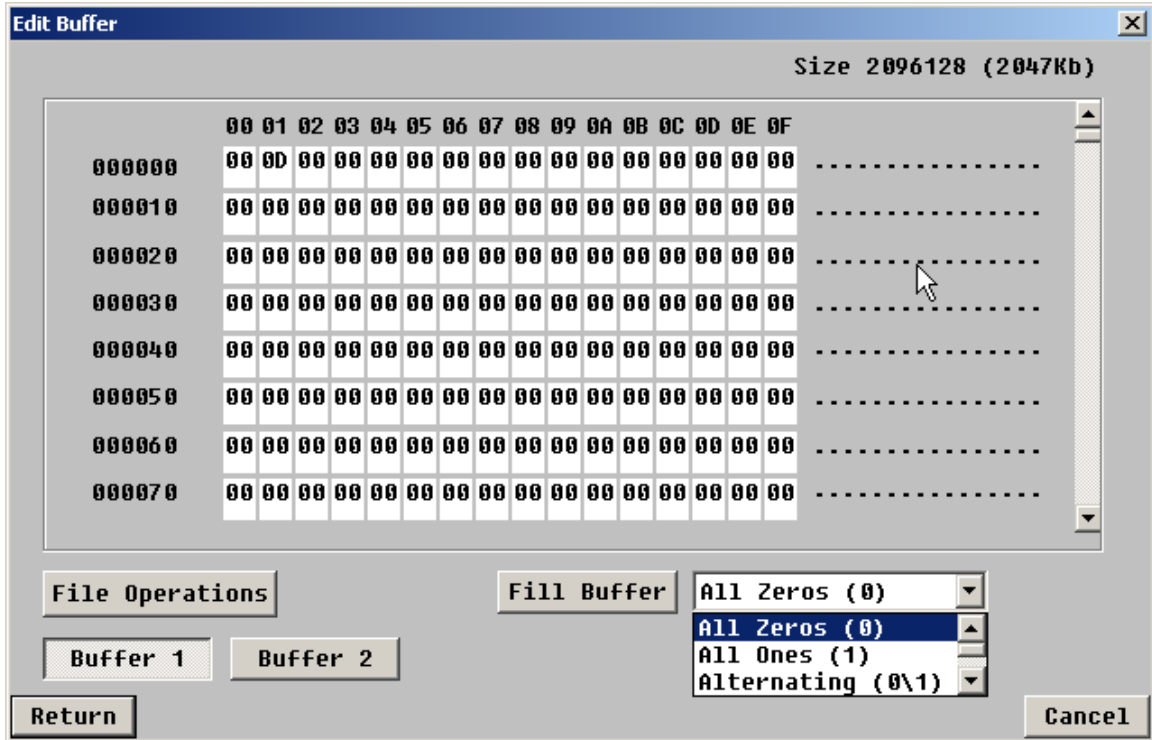 Edit Buffer
Size 2096128 (2047Kb)
00 01 02 03 04 05 06 07 08 09 0A 0B 0C 0D 0E 0F
000000 00 0D 00 00 00 00 00 00 00 00 00 00 00 00 00 00 ................
000010 00 00 00 00 00 00 00 00 00 00 00 00 00 00 00 00 ................
000020 00 00 00 00 00 00 00 00 00 00 00 00 00 00 00 00 ................
000030 00 00 00 00 00 00 00 00 00 00 00 00 00 00 00 00 ................
000040 00 00 00 00 00 00 00 00 00 00 00 00 00 00 00 00 ................
000050 00 00 00 00 00 00 00 00 00 00 00 00 00 00 00 00 ................
000060 00 00 00 00 00 00 00 00 00 00 00 00 00 00 00 00 ................
000070 00 00 00 00 00 00 00 00 00 00 00 00 00 00 00 00 ................
File Operations Fill Buffer All Zeros (0)
All Zeros (0)
All Ones (1)
Buffer 1 Buffer 2 Alternating (0\1)
Return Cancel